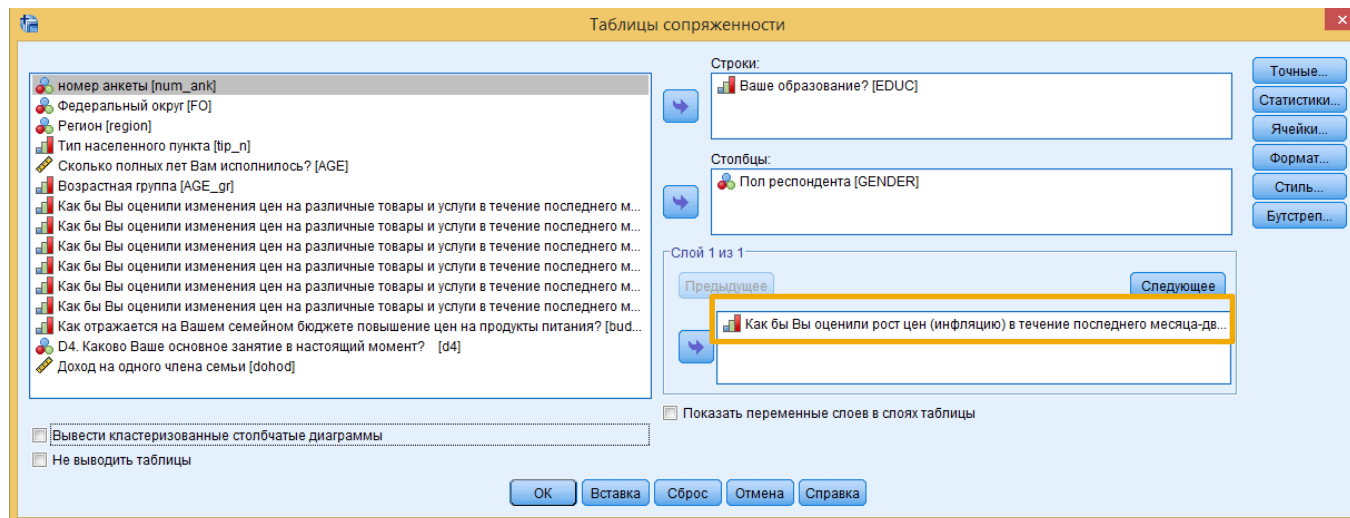 Таблицы сопряженности
номер анкеты [num_ank]
Федеральный округ [FO]
Регион [region]
Тип населенного пункта [tip_n]
Сколько полных лет Вам исполнилось? [AGE]
Возрастная группа [AGE_gr]
Как бы Вы оценили изменения цен на различные товары и услуги в течение последнего м...
Как бы Вы оценили изменения цен на различные товары и услуги в течение последнего м...
Как бы Вы оценили изменения цен на различные товары и услуги в течение последнего м...
Как бы Вы оценили изменения цен на различные товары и услуги в течение последнего м...
Как бы Вы оценили изменения цен на различные товары и услуги в течение последнего м...
Как бы Вы оценили изменения цен на различные товары и услуги в течение последнего м...
Как отражается на Вашем семейном бюджете повышение цен на продукты питания? [bud...
D4. Каково Ваше основное занятие в настоящий момент? [d4]
Доход на одного члена семьи [dohod]
Строки:
Ваше образование? [EDUC]
Столбцы:
Пол респондента [GENDER]
Слой 1 из 1
Предыдущее
Следующее
Как бы Вы оценили рост цен (инфляцию) в течение последнего месяца-дв...
Показать переменные слоев в слоях таблицы
Точные...
Статистики...
Ячейки...
Формат...
Стиль...
Бутстреп...
Вывести кластеризованные столбчатые диаграммы
Не выводить таблицы
ОК
Вставка
Сброс
Отмена
Справка